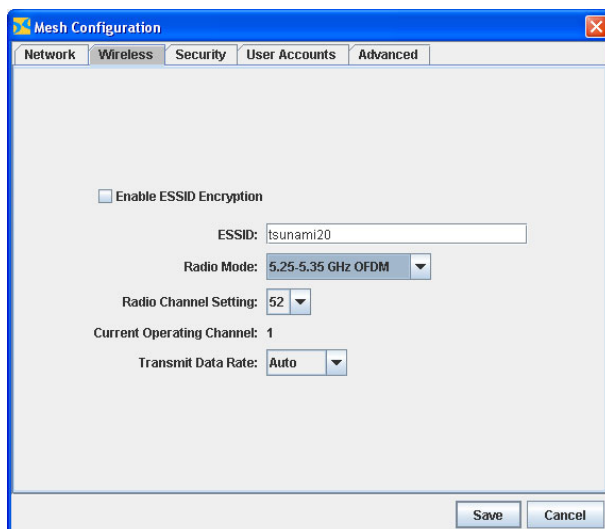 Mesh Configuration
Network Wireless Security User Accounts Advanced
Enable ESSID Encryption
ESSID: tsunami20
Radio Mode: 5.25-5.35 GHz OFDM
Radio Channel Setting: 52
Current Operating Channel: 1
Transmit Data Rate: Auto
Save Cancel